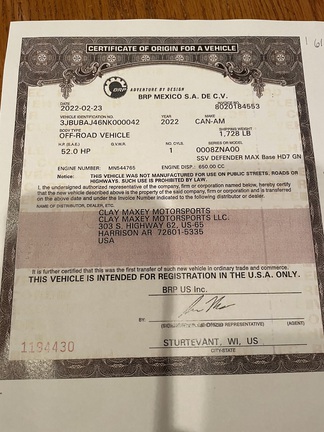 CERTIFICATE OF ORIGIN FOR A VEHICLE
BRP
ADVENTURE BY DESIGN
BRP MEXICO S.A. DE C.V.
DATE
2022-02-23
8020184553
VEHICLE IDENTIFICATION NO.
YEAR
MAKE
3JBUBAJ46NK000042
2022
CAN-AM
BODY TYPE
SHIPPING WEIGHT
OFF-ROAD VEHICLE
1,728 LB
H.P. (S.A.E.)
G.V.W.R.
NO. CYLS.
SERIES OR MODEL
52.0 HP
1
0008ZNA00
SSV DEFENDER MAX Base HD7 GN
ENGINE NUMBER: MN544765
ENGINE DISP.: 650.00 CC
Notice: THIS VEHICLE WAS NOT MANUFACTURED FOR USE ON PUBLIC STREETS, ROADS OR
HIGHWAYS. SUCH USE IS PROHIBITED BY LAW.
I, the undersigned authorized representative of the company, firm or corporation named below, hereby certify
that the new vehicle described above is the property of the said company, firm or corporation and is transferred
on the above date and under the Invoice Number indicated to the following distributor or dealer.
NAME OF DISTRIBUTOR, DEALER, ETC.
CLAY MAXEY MOTORSPORTS
CLAY MAXEY MOTORSPORTS LLC.
303 S. HIGHWAY 62, US-65
HARRISON AR 72601-5335
USA
It is further certified that this was the first transfer of such new vehicle in ordinary trade and commerce.
THIS VEHICLE IS INTENDED FOR REGISTRATION IN THE U.S.A. ONLY.
BRP US Inc.
BY:
(SIGNATURE OF AUTHORIZED REPRESENTATIVE)
(AGENT)
1194430
STURTEVANT, WI, US
CITY-STATE